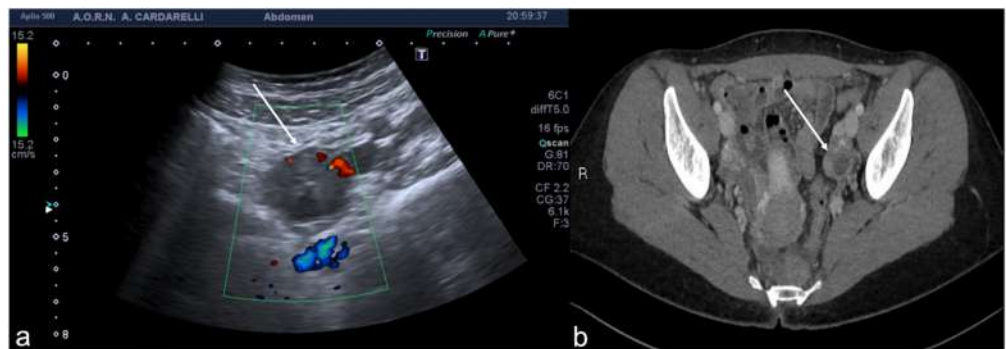 Aplio 500 A.O.R.N. A. CARDARELLI Abdomen 20:59:37
Precision A Pure+
T
15.2
15.2
cm/s
0
5
8
6C1
diffT5.0
16 fps
Qscan
G:81
DR:70
CF 2.2
CG:37
6.1k
F:3
a
R
b